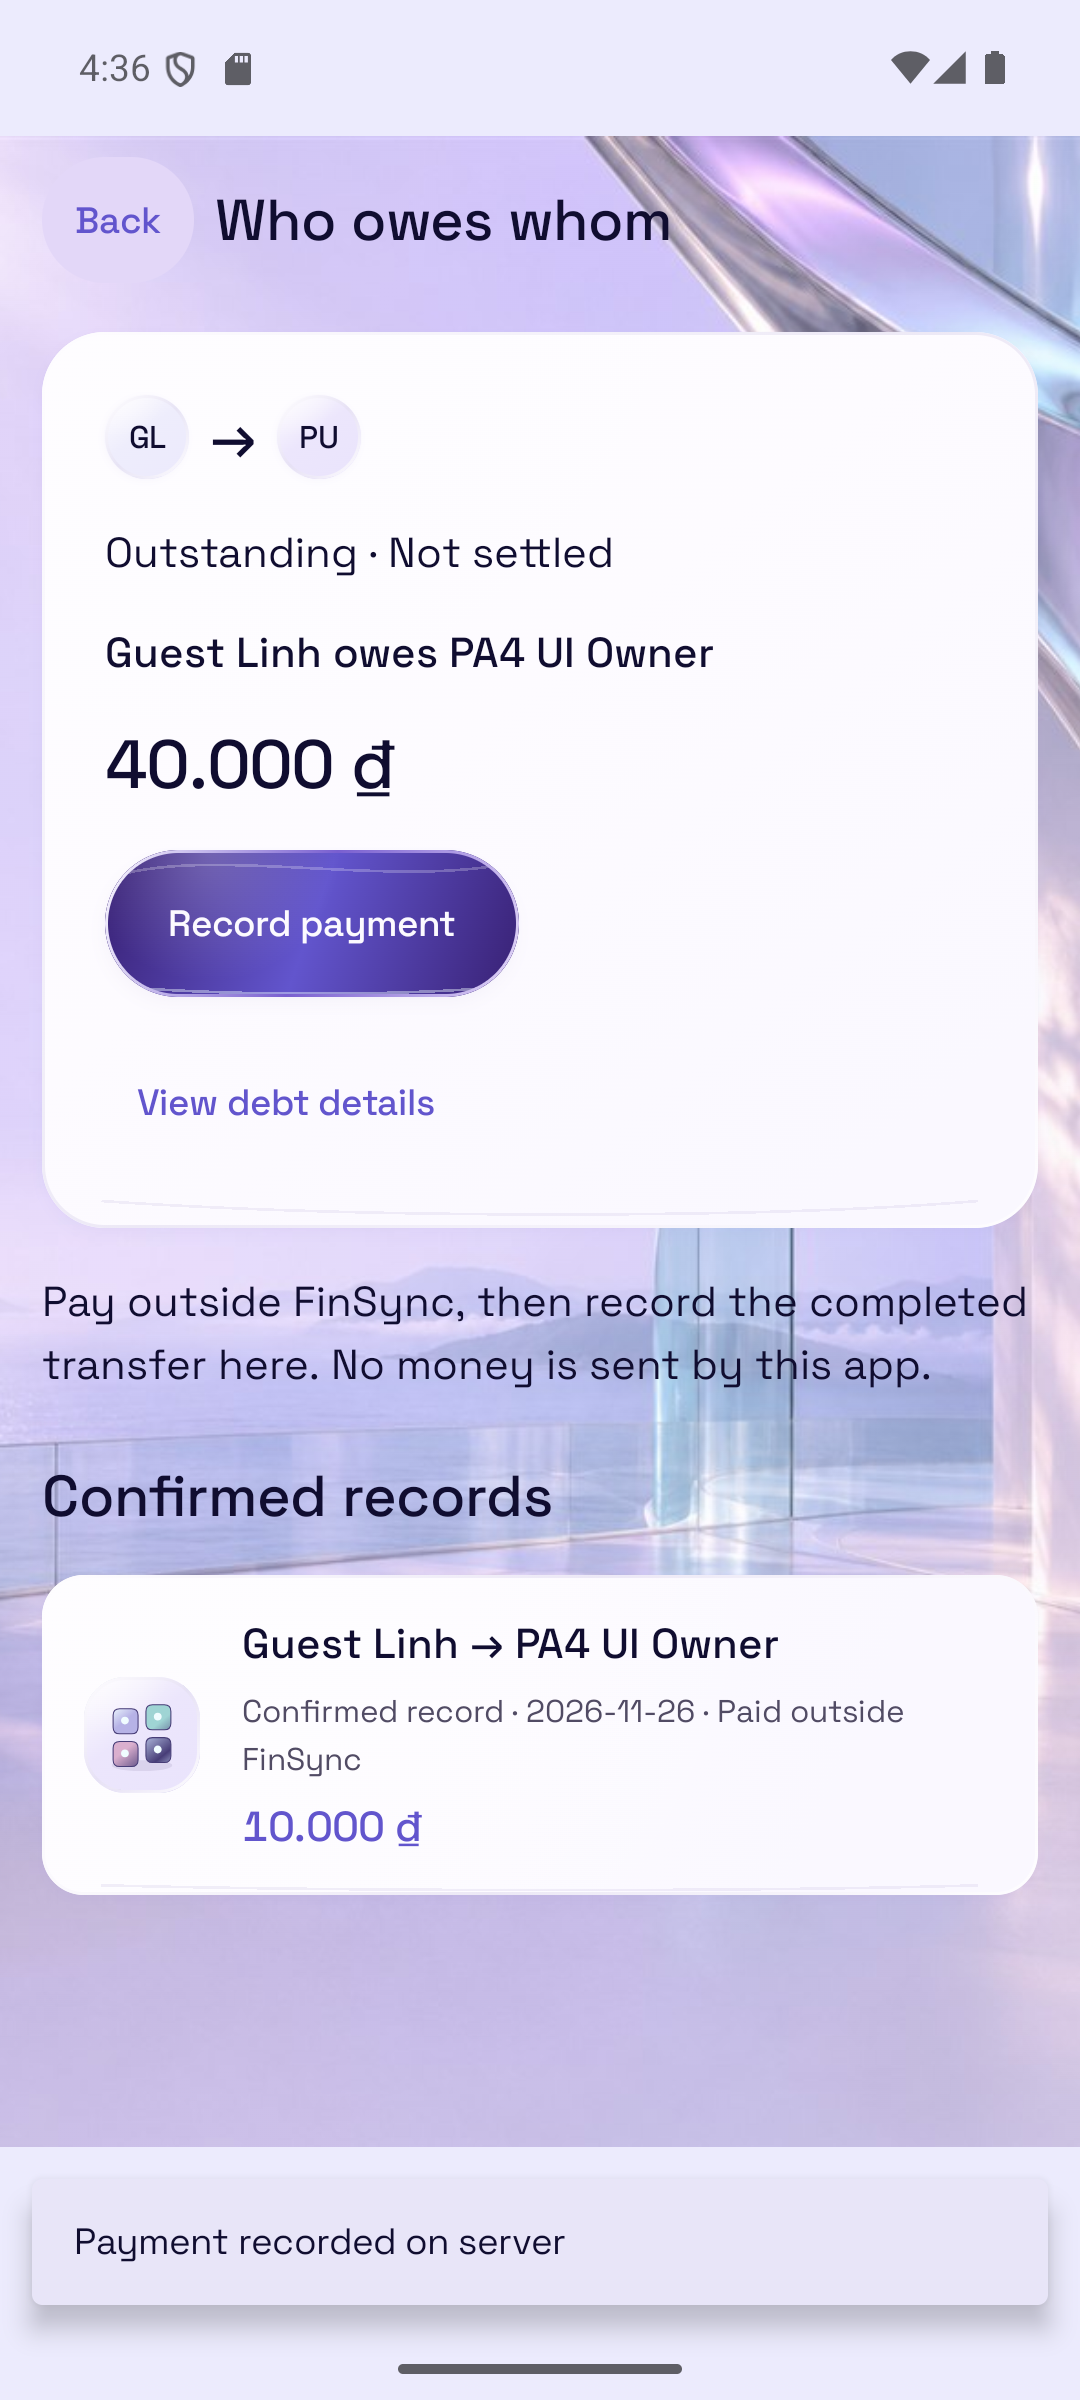 4:36
Back
Who owes whom
GL → PU
Outstanding · Not settled
Guest Linh owes PA4 UI Owner
40.000 ₫
Record payment
View debt details
Pay outside FinSync, then record the completed
transfer here. No money is sent by this app.
Confirmed records
Guest Linh → PA4 UI Owner
Confirmed record · 2026-11-26 · Paid outside
FinSync
10.000 ₫
Payment recorded on server